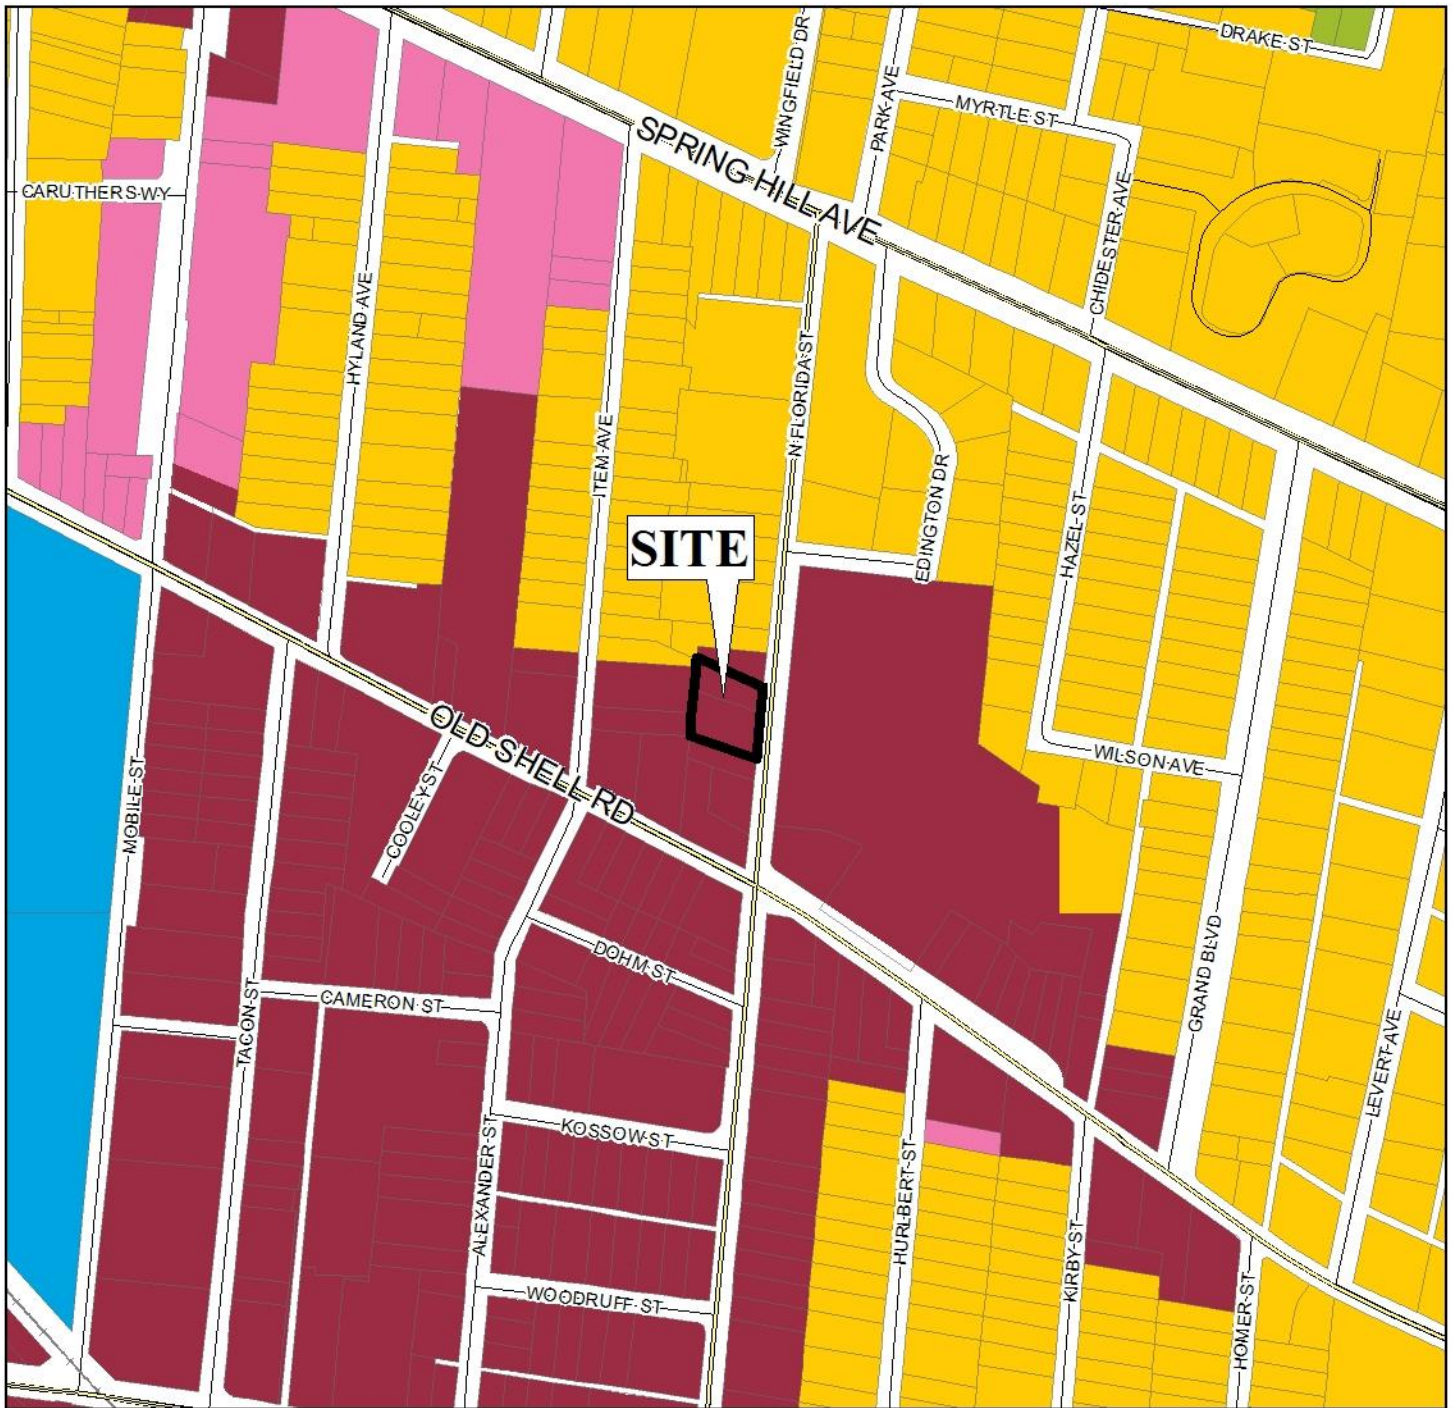 DRAKE ST
WINGFIELD DR
PARK AVE
MYRTLE ST
SPRING HILL AVE
CARUTHERS WY
CHIDESTER AVE
HYLAND AVE
N FLORIDA ST
ITEM AVE
EDINGTON DR
HAZEL ST
SITE
OLD SHELL RD
WILSON AVE
MOBILE ST
COOLEY ST
DOHM ST
GRAND BLVD
CAMERON ST
TACON ST
LEVERT AVE
KOSSOW ST
ALEXANDER ST
HURLBERT ST
KIRBY ST
WOODRUFF ST
HOMER ST